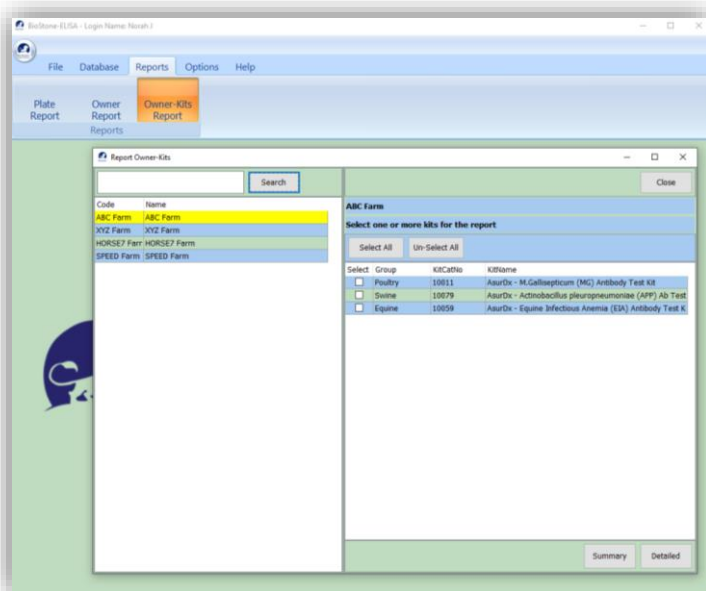 BioStone-ELISA - Login Name: Norah J
File Database Reports Options Help
Plate Report
Owner Report
Owner-Kits Report
Reports
Report Owner-Kits
Search
Close
Code Name
ABC Farm ABC Farm
XYZ Farm XYZ Farm
HORSE7 Farr HORSE7 Farm
SPEED Farm SPEED Farm
ABC Farm
Select one or more kits for the report
Select All Un-Select All
Select Group KitCatNo KitName
Poultry 10011 AsurDx - M.Gallisepticum (MG) Antibody Test Kit
Swine 10079 AsurDx - Actinobacillus pleuropneumoniae (APP) Ab Test
Equine 10059 AsurDx - Equine Infectious Anemia (EIA) Antibody Test K
Summary Detailed